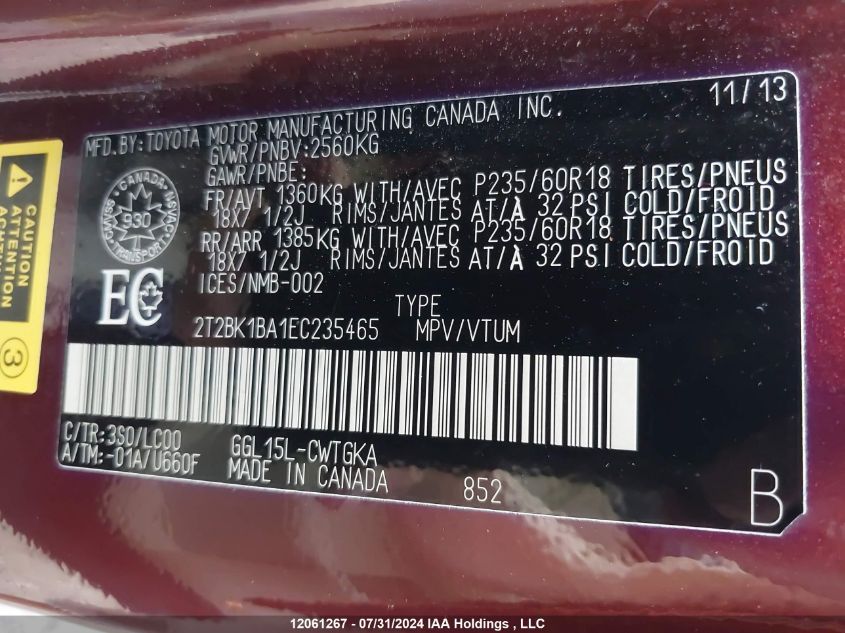 11/13
MFD.BY:TOYOTA MOTOR MANUFACTURING CANADA INC.
GVWR/PNBV:2560KG
GAWR/PNBE:
FR/AVT 1360KG WITH/AVEC P235/60R18 TIRES/PNEUS
18X7 1/2J RIMS/JANTES AT/À 32 PSI COLD/FROID
RR/ARR 1385KG WITH/AVEC P235/60R18 TIRES/PNEUS
18X7 1/2J RIMS/JANTES AT/À 32 PSI COLD/FROID
ICES/NMB-002
CANADA
930
TRANSPORT
EC
TYPE
2T2BK1BA1EC235465 MPV/VTUM
C/TR:3S0/LC00 GGL15L-CWTGKA
A/TM:-01A/U660F MADE IN CANADA 852
B
CAUTION
ATTENTION
3
12061267 - 07/31/2024 IAA Holdings , LLC